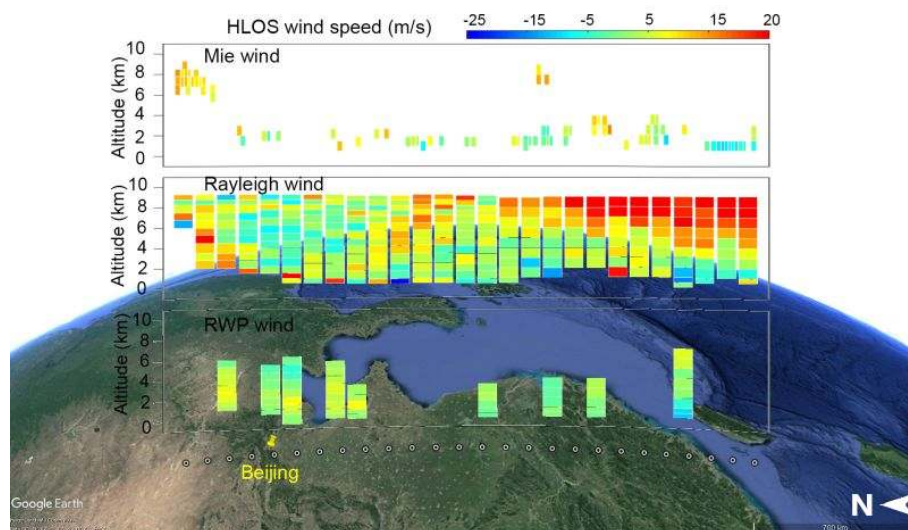 HLOS wind speed (m/s)
-25 -15 -5 5 15 20
Mie wind
10
8
6
4
2
0
Altitude (km)
Rayleigh wind
10
8
6
4
2
0
Altitude (km)
RWP wind
10
8
6
4
2
0
Altitude (km)
Beijing
Google Earth
N